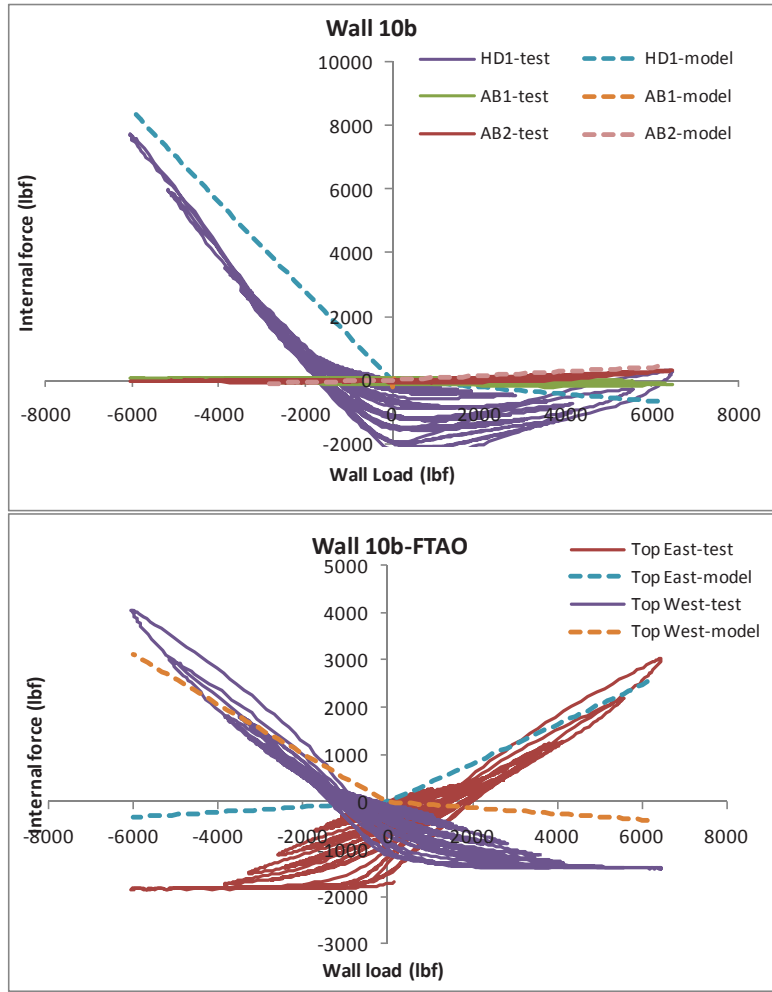 Wall 10b
HD1-test HD1-model
AB1-test AB1-model
AB2-test AB2-model
10000
8000
6000
4000
2000
0
-2000
-8000 -6000 -4000 -2000 0 2000 4000 6000 8000
Internal force (lbf)
Wall Load (lbf)
Wall 10b-FTAO
Top East-test
Top East-model
Top West-test
Top West-model
5000
4000
3000
2000
1000
0
-1000
-2000
-3000
-8000 -6000 -4000 -2000 0 2000 4000 6000 8000
Internal force (lbf)
Wall load (lbf)